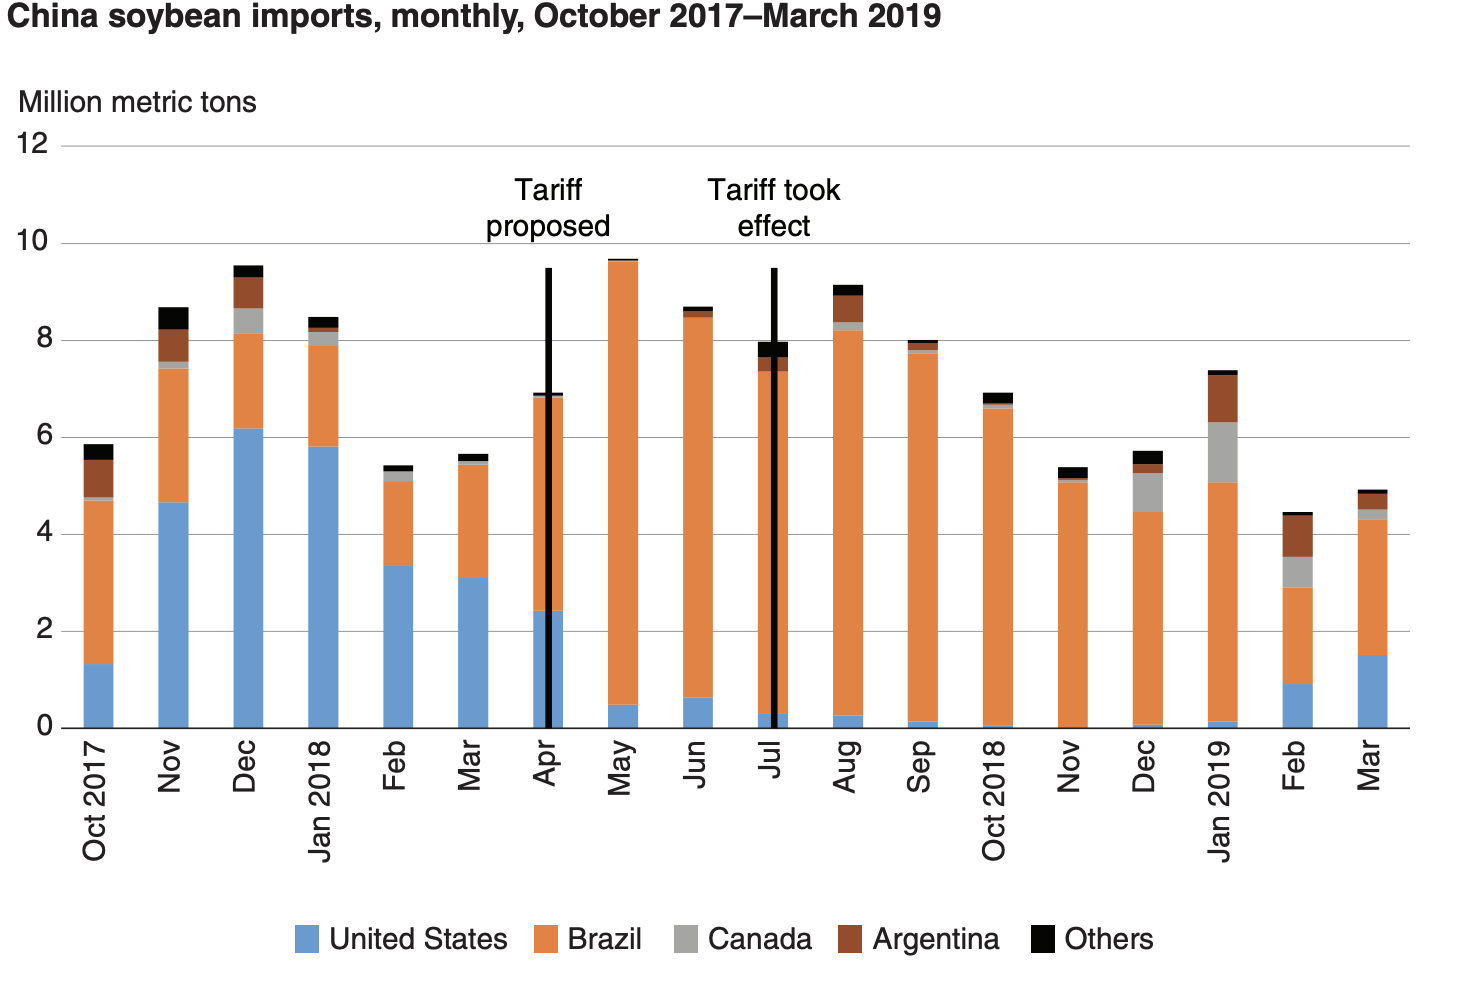 China soybean imports, monthly, October 2017–March 2019
Million metric tons
12
10
8
6
4
2
0
Tariff
proposed
Tariff took
effect
Oct 2017
Nov
Dec
Jan 2018
Feb
Mar
Apr
May
Jun
Jul
Aug
Sep
Oct 2018
Nov
Dec
Jan 2019
Feb
Mar
United States
Brazil
Canada
Argentina
Others